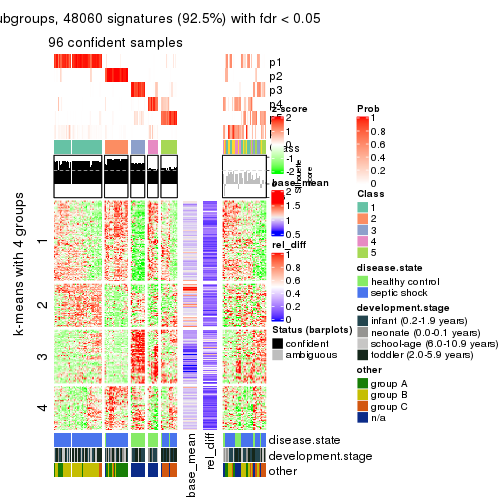 ubgroups, 48060 signatures (92.5%) with fdr < 0.05
96 confident samples
p1
p2
p3
p4
z-score
2
1
0
-1
-2
Silhouette
score
base_mean
2
1.5
1
0.5
rel_diff
1
0.8
0.6
0.4
0.2
0
Status (barplots)
confident
ambiguous
Prob
1
0.8
0.6
0.4
0.2
0
Class
1
2
3
4
5
disease.state
healthy control
septic shock
development.stage
infant (0.2-1.9 years)
neonate (0.0-0.1 years)
school-age (6.0-10.9 years)
toddler (2.0-5.9 years)
other
group A
group B
group C
n/a
k-means with 4 groups
1
2
3
4
base_mean
rel_diff
disease.state
development.stage
other